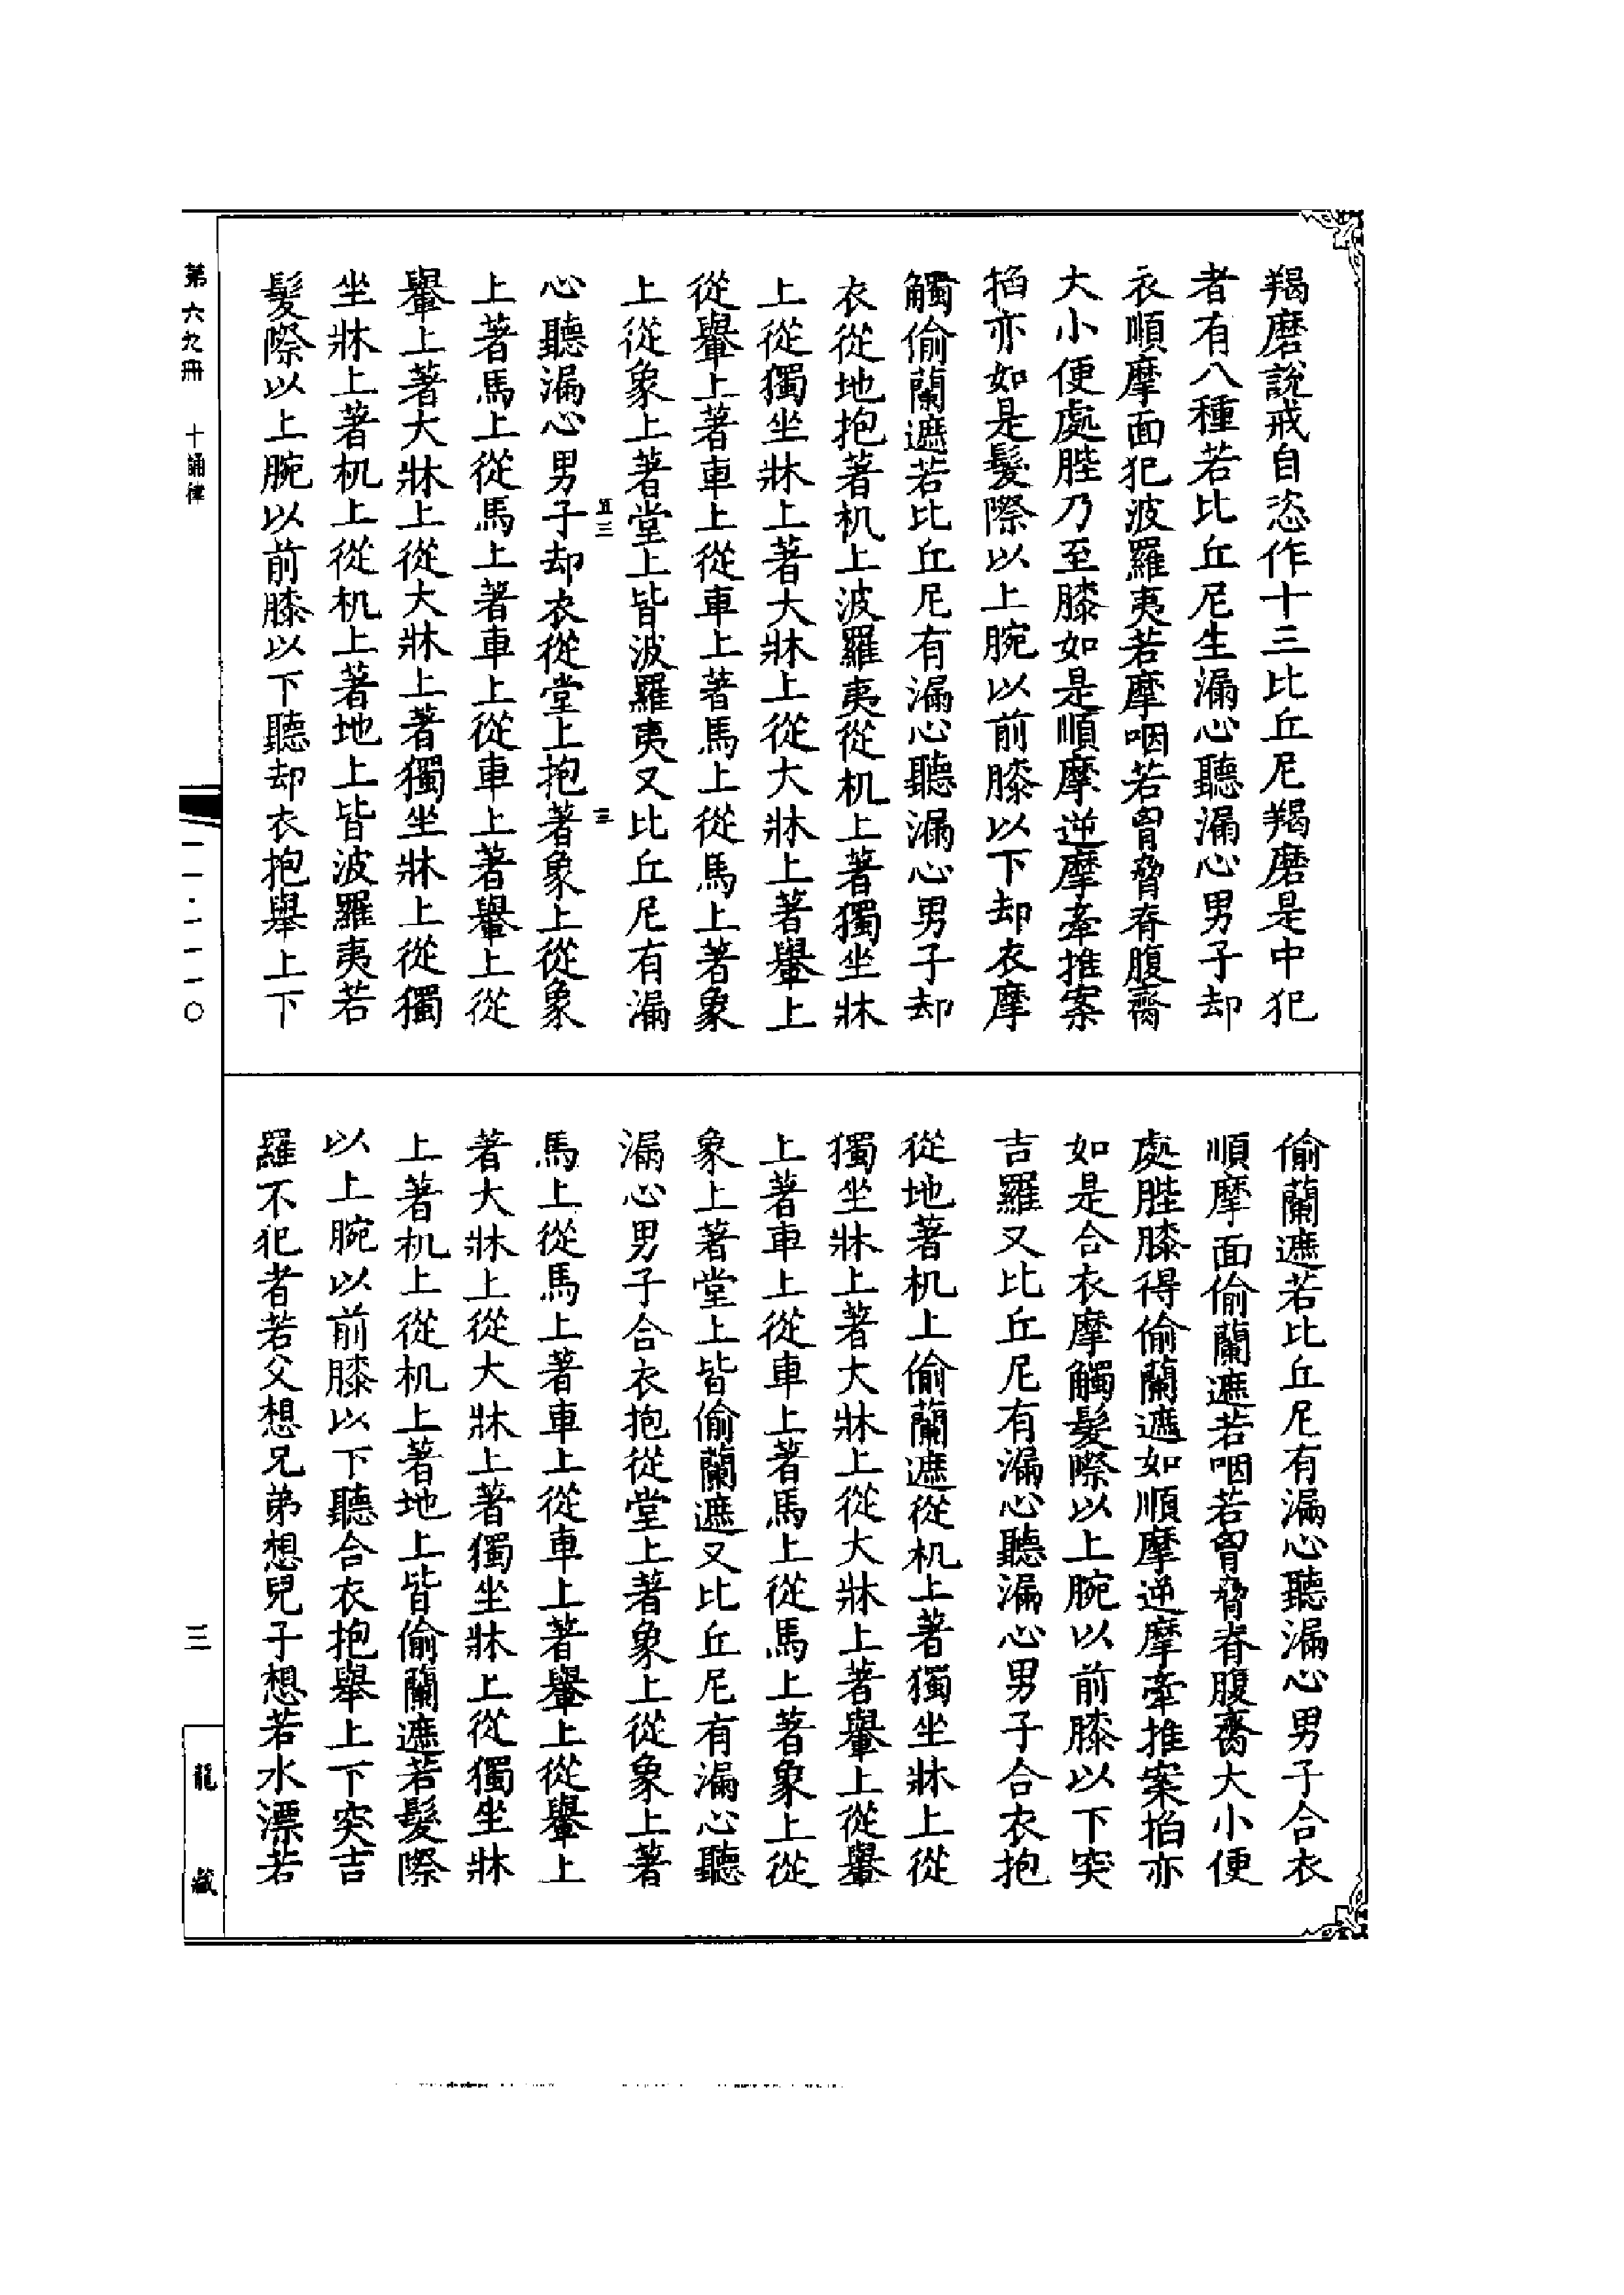 羯磨說戒自恣作十三比丘尼羯磨是中犯
者有八種若比丘尼生漏心聽漏心男子却
衣順摩面犯波羅夷若摩咽若胷脅脊腹齊
大小便處䏶乃至膝如是順摩逆摩牽推案
掐亦如是髮際以上腕以前膝以下却衣摩
觸偷蘭遮若比丘尼有漏心聽漏心男子却
衣從地抱著机上波羅夷從机上著獨坐牀
上從獨坐牀上著大牀上從大牀上著轝上
從轝上著車上從車上著馬上從馬上著象
上從象上著堂上皆波羅夷又比丘尼有漏
心聽漏心男子却衣從堂上抱著象上從象
上著馬上從馬上著車上從車上著轝上從
轝上著大牀上從大牀上著獨坐牀上從獨
坐牀上著机上從机上著地上皆波羅夷若
髮際以上腕以前膝以下聽却衣抱舉上下
偷蘭遮若比丘尼有漏心聽漏心男子合衣
順摩面偷蘭遮若咽若胷脅脊腹齊大小便
處䏶膝得偷蘭遮如順摩逆摩牽推案掐亦
如是合衣摩觸髮際以上腕以前膝以下突
吉羅又比丘尼有漏心聽漏心男子合衣抱
從地著机上偷蘭遮從机上著獨坐牀上從
獨坐牀上著大牀上從大牀上著轝上從轝
上著車上從車上著馬上從馬上著象上從
象上著堂上皆偷蘭遮又比丘尼有漏心聽
漏心男子合衣抱從堂上著象上從象上著
馬上從馬上著車上從車上著轝上從轝上
著大牀上從大牀上著獨坐牀上從獨坐牀
上著机上從机上著地上皆偷蘭遮若髮際
以上腕以前膝以下聽合衣抱舉上下突吉
羅不犯者若父想兄弟想兒子想若水漂若
第六九冊 十誦律
三
龍藏